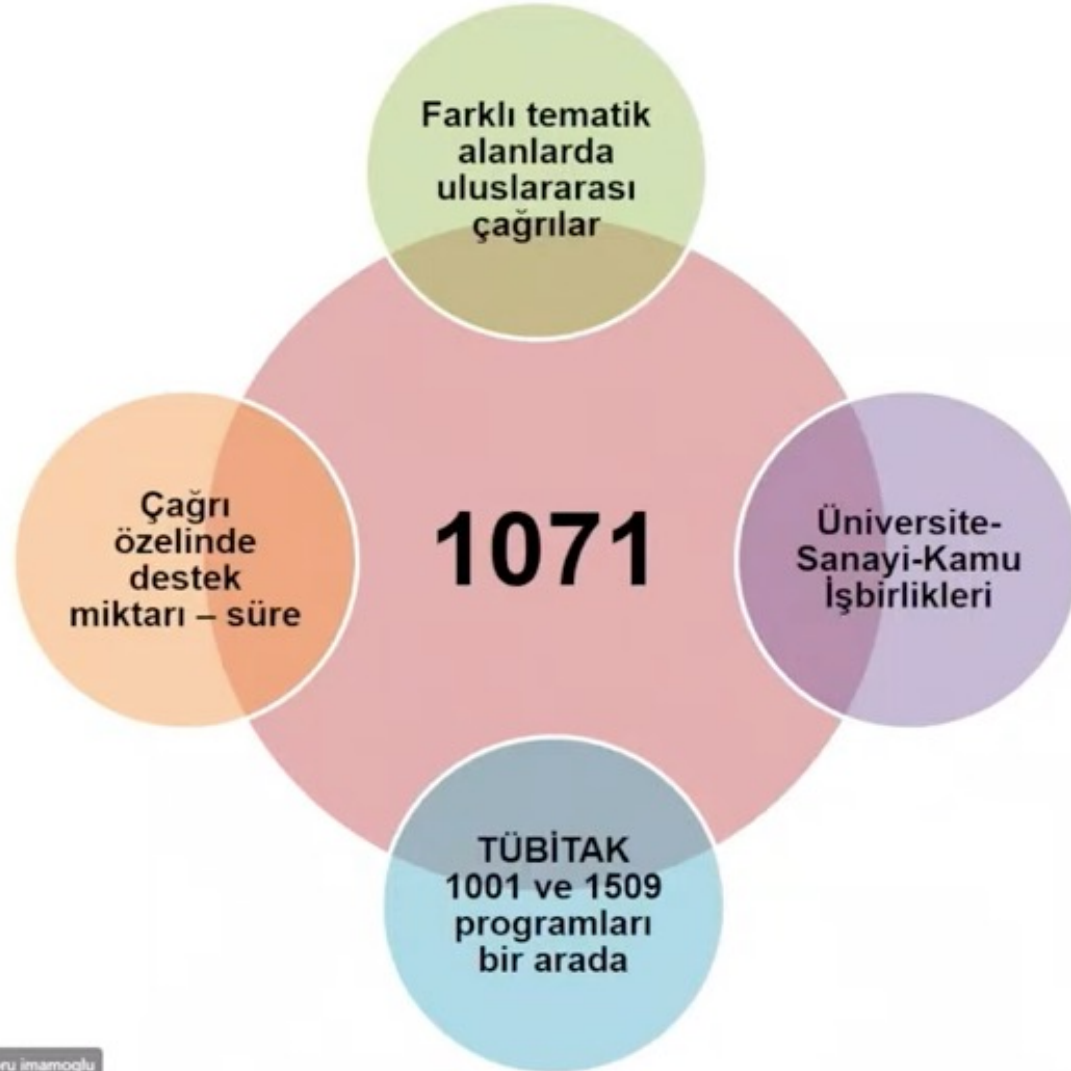 Farklı tematik
alanlarda
uluslararası
çağrılar
Çağrı
özelinde
destek
miktarı – süre
1071
Üniversite-
Sanayi-Kamu
İşbirlikleri
TÜBİTAK
1001 ve 1509
programları
bir arada
imamoglu